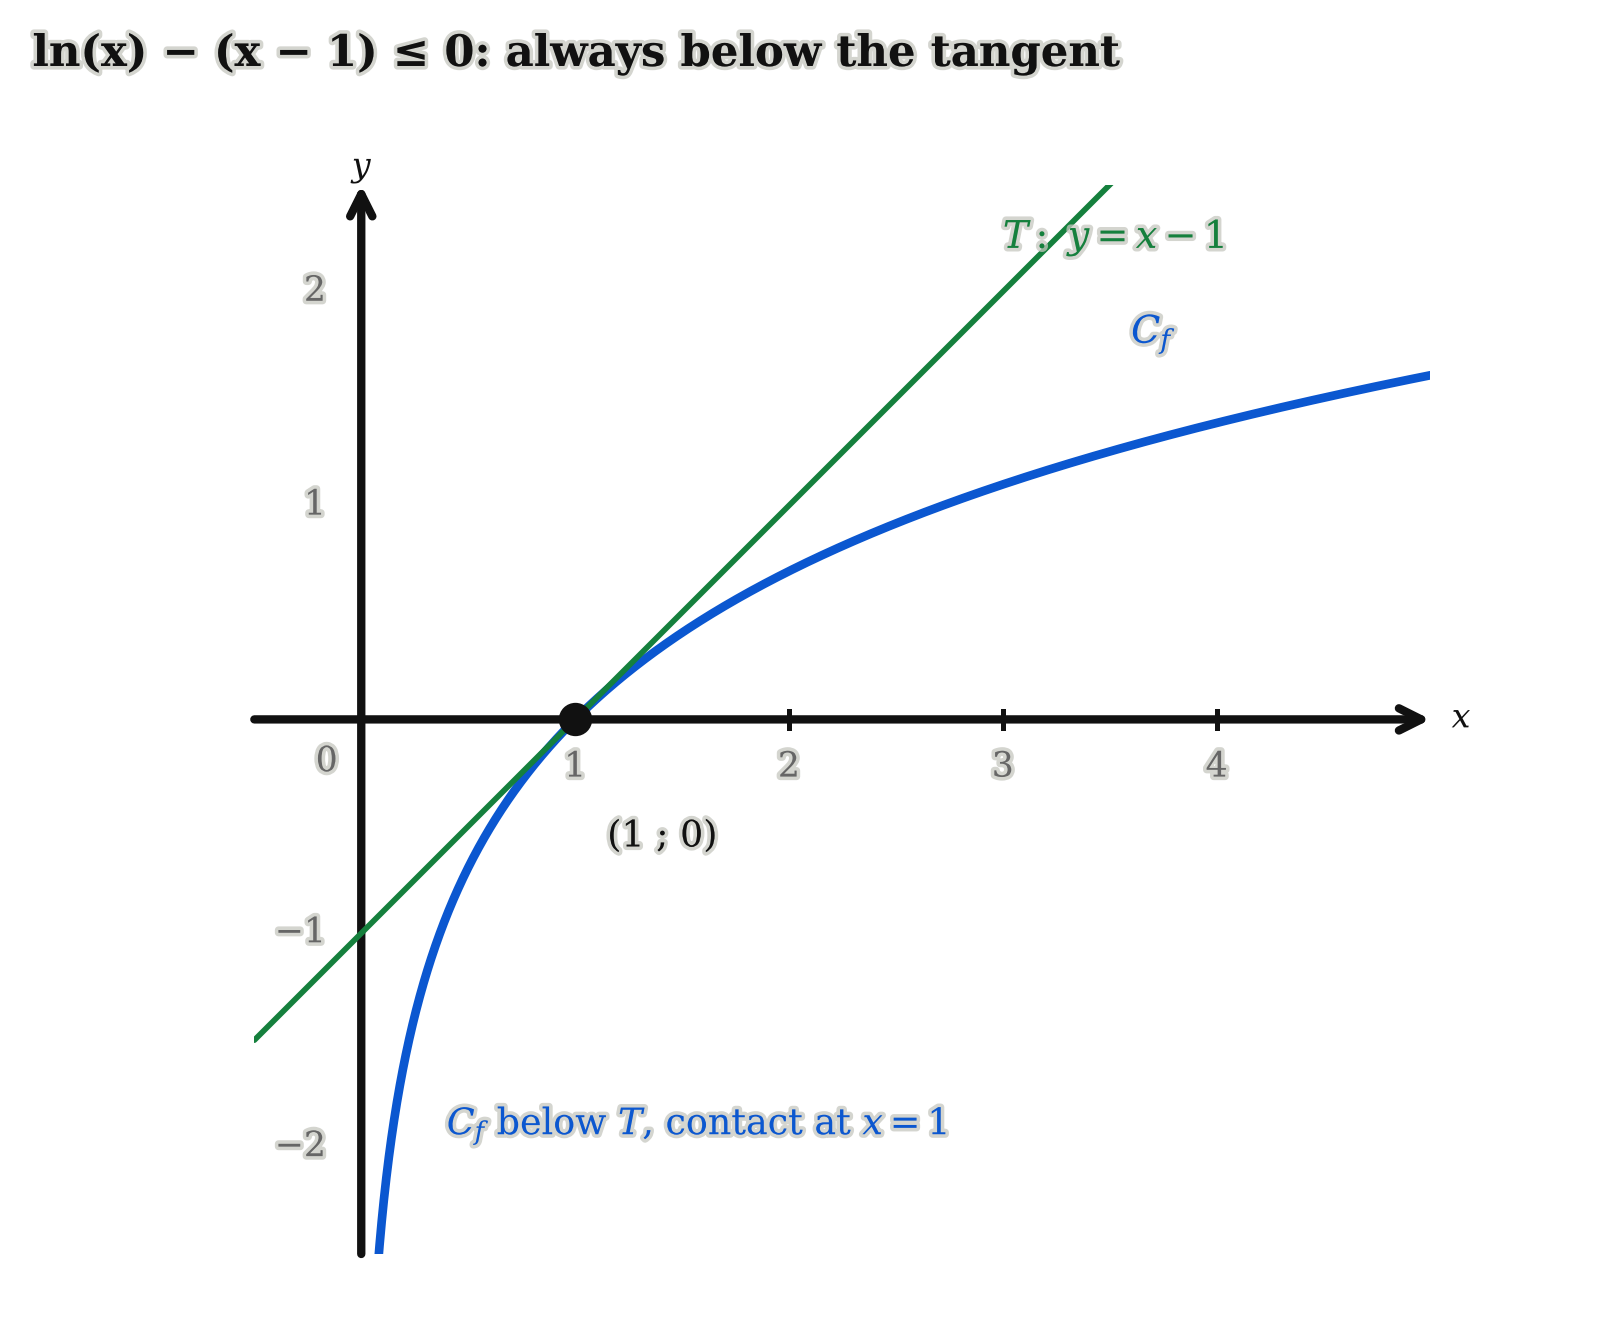 ln(x) − (x − 1) ≤ 0: always below the tangent
y
T: y = x − 1
2
C_f
1
x
0
1
2
3
4
(1 ; 0)
−1
C_f below T, contact at x = 1
−2